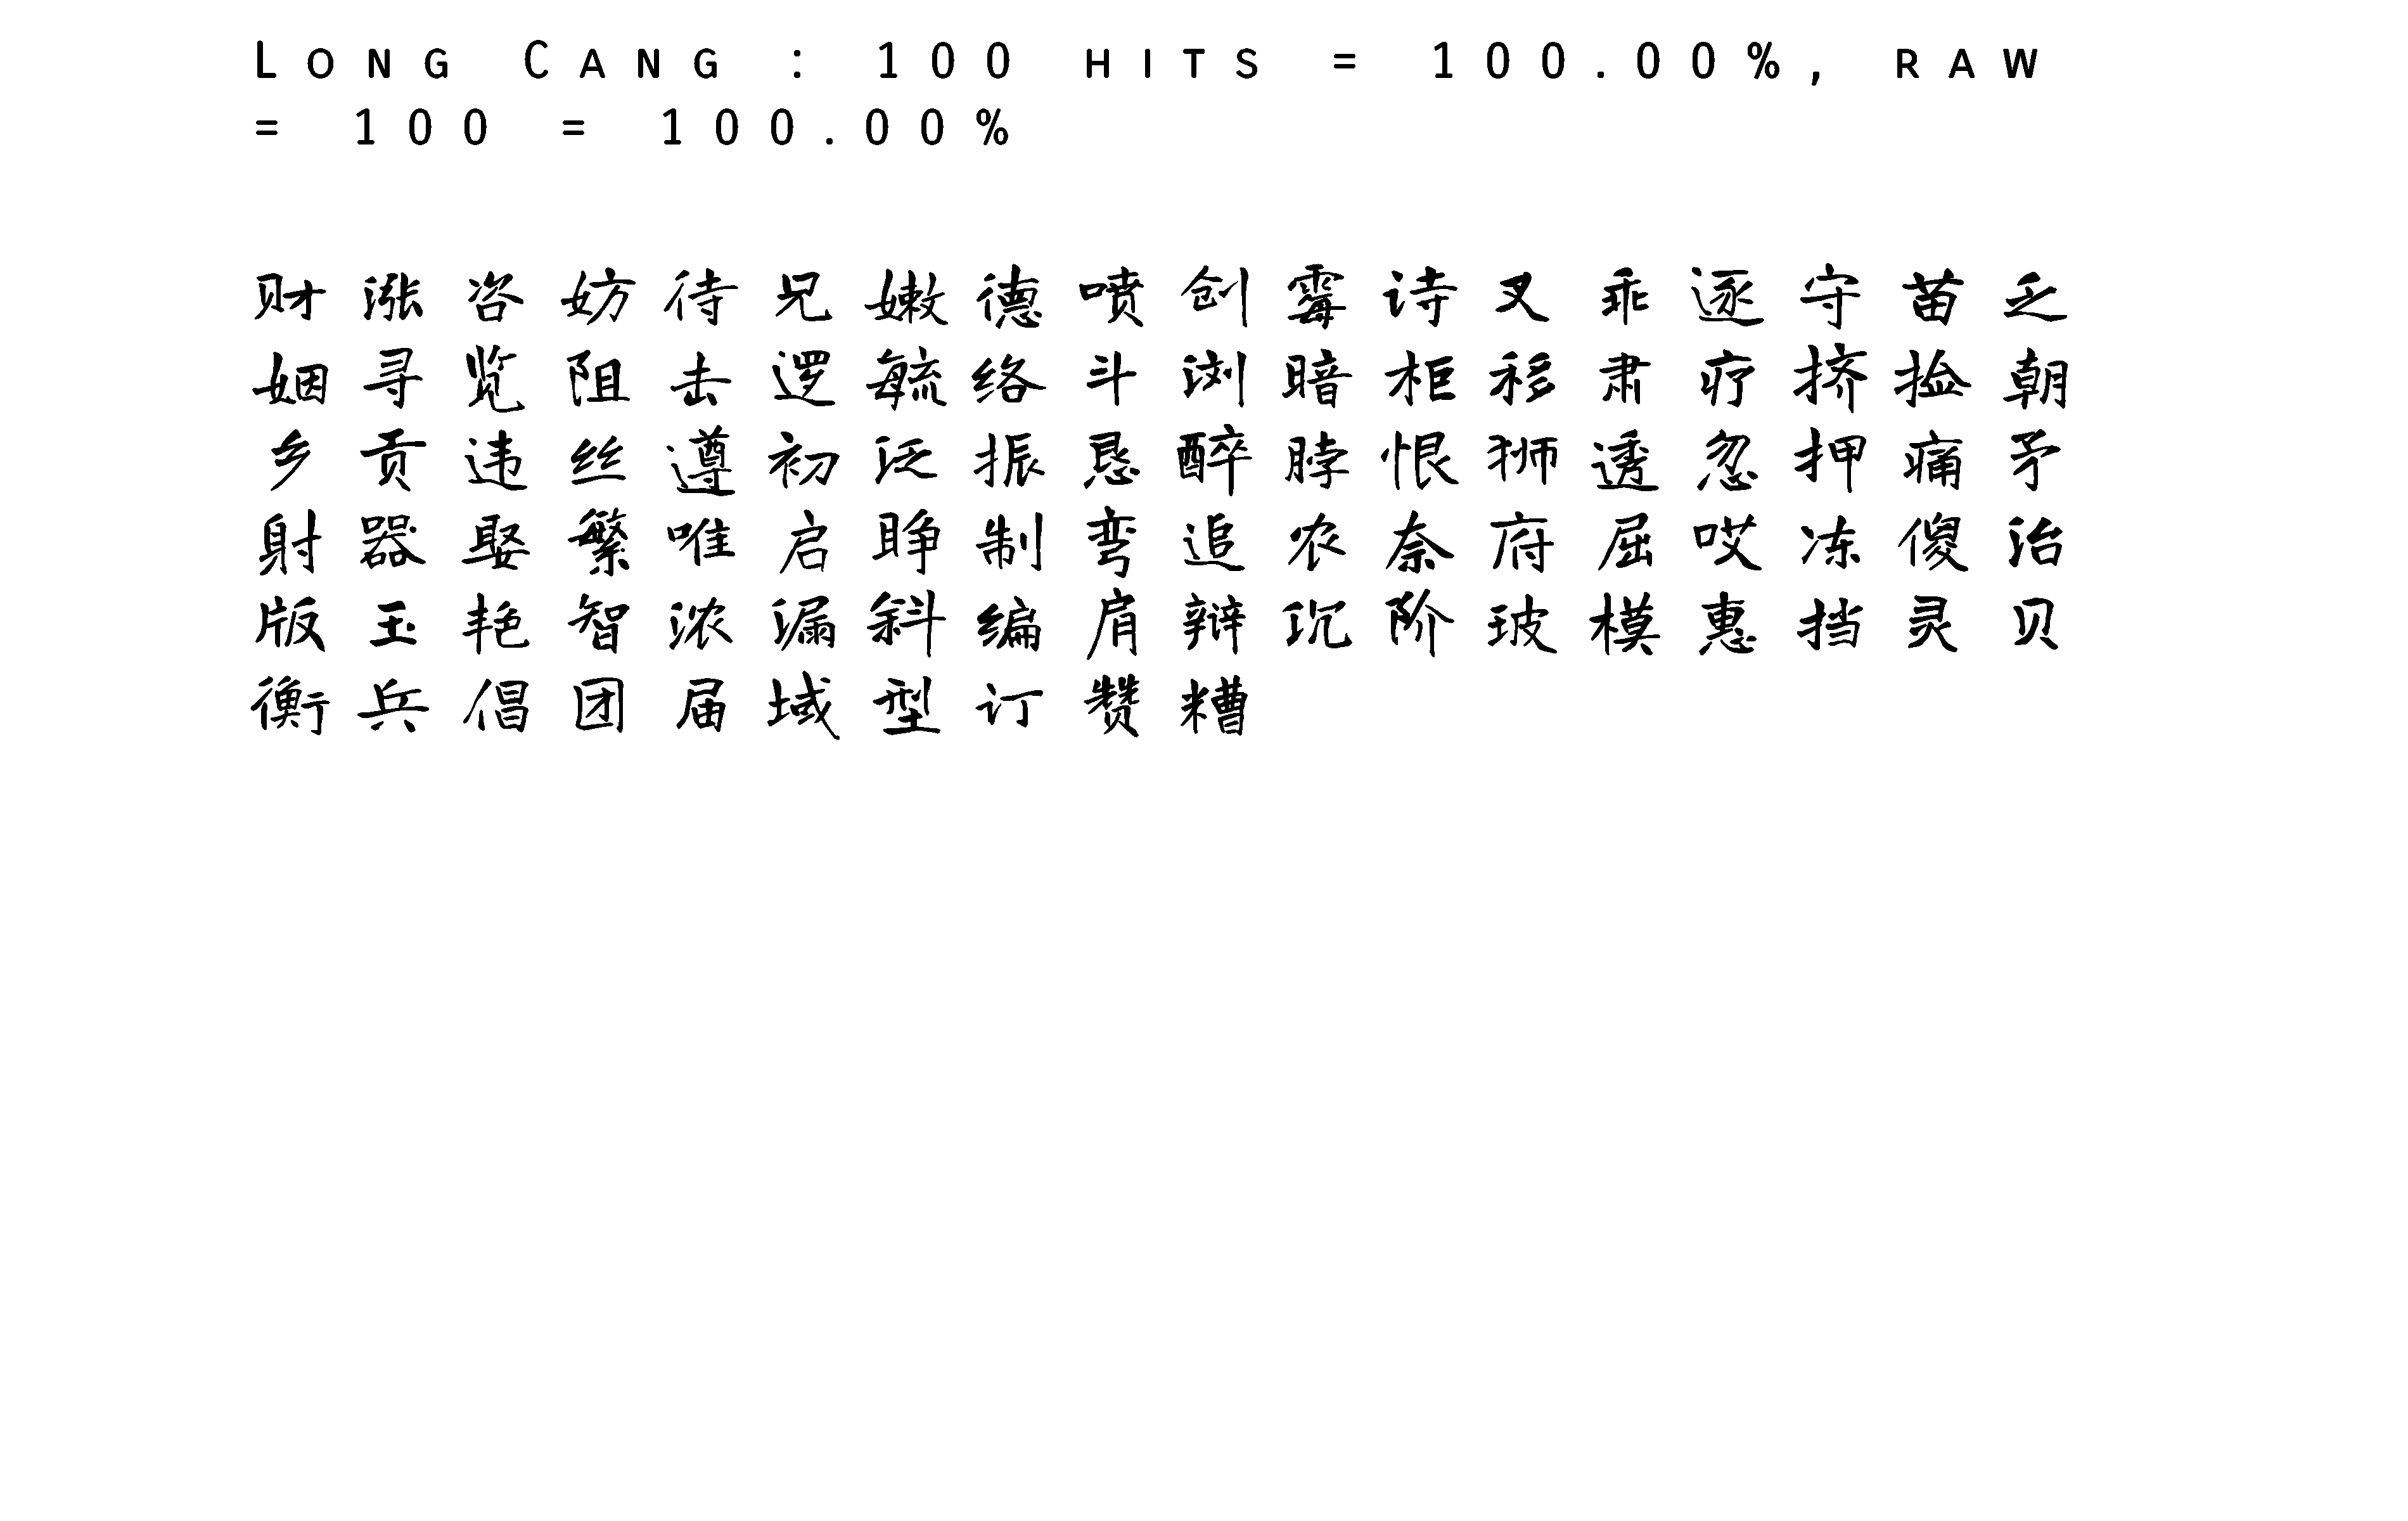 Long Cang : 100 hits = 100.00%, raw
= 100 = 100.00%
财涨咨妨待兄嫩德喷创霉诗叉乖逐守苗乏
姻寻览阻击逻毓络斗浏暗柜移肃疗挤捡朝
乡贡违丝遵初泛振恳醉脖恨狮透忽押痛矛
射器娶繁唯启睁制弯追农奈府屈哎冻傻治
版玉艳智浓漏斜编肩辩沉阶玻模惠挡灵贝
衡兵倡团届域型订赞糟